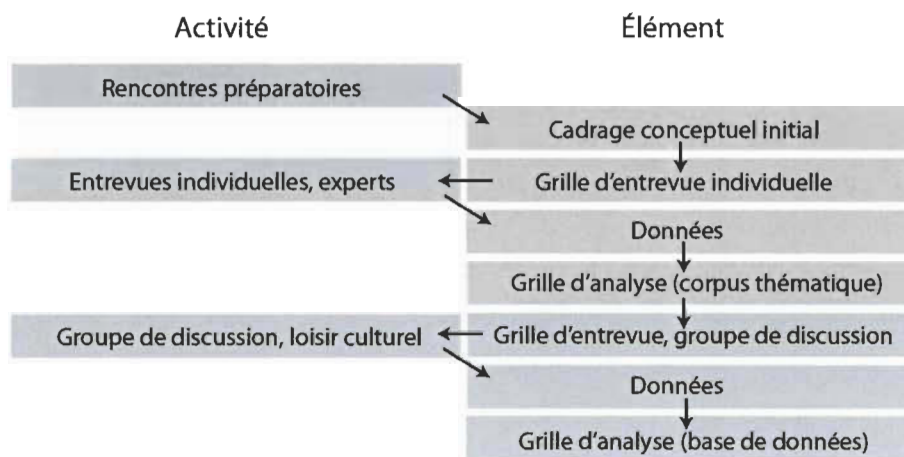 Activité
Élément
Rencontres préparatoires
Cadrage conceptuel initial
Entrevues individuelles, experts
Grille d'entrevue individuelle
Données
Grille d'analyse (corpus thématique)
Groupe de discussion, loisir culturel
Grille d'entrevue, groupe de discussion
Données
Grille d'analyse (base de données)